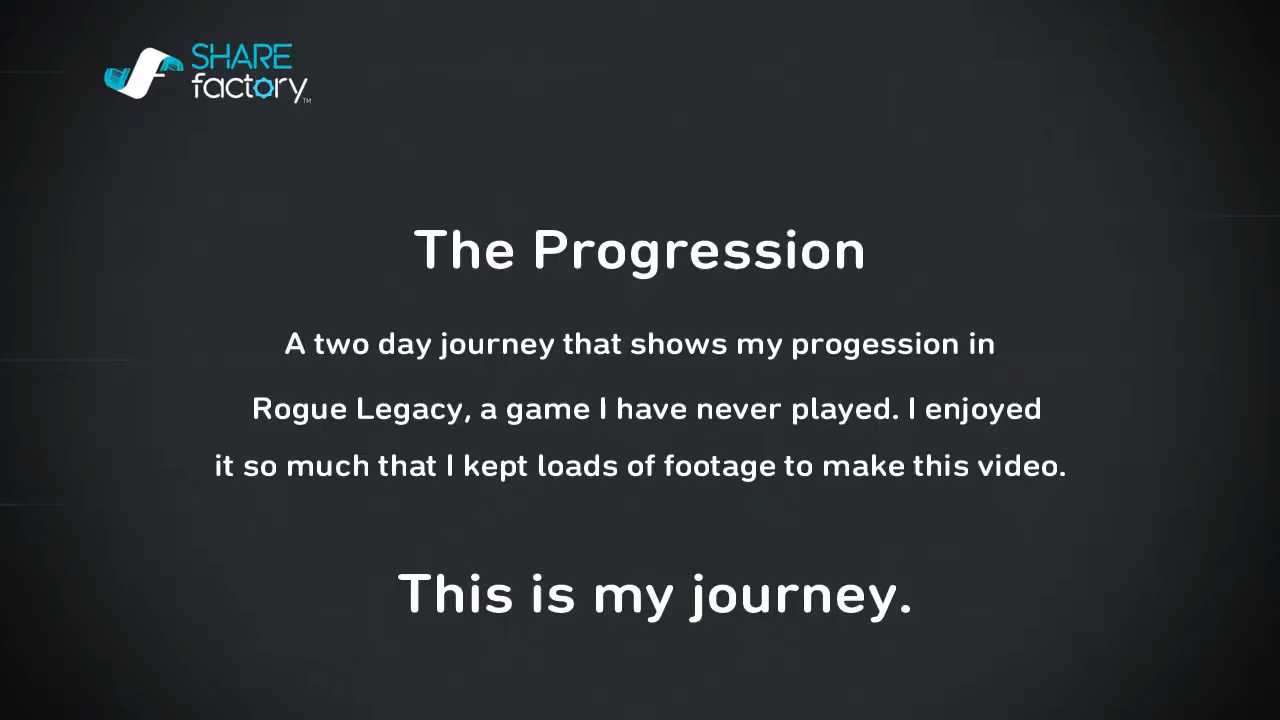 SHARE
factory™
The Progression
A two day journey that shows my progession in
Rogue Legacy, a game I have never played. I enjoyed
it so much that I kept loads of footage to make this video.
This is my journey.